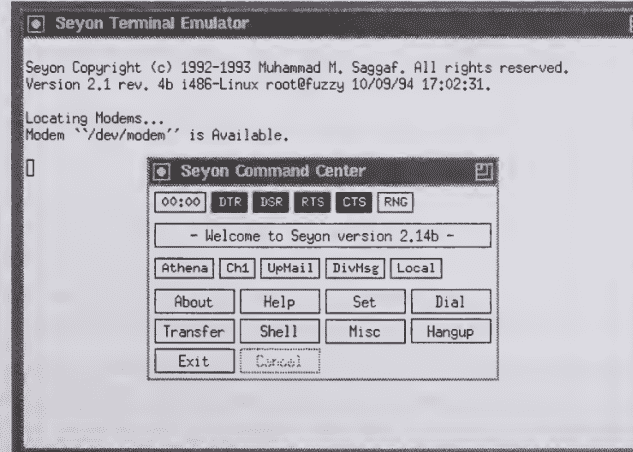 Seyon Terminal Emulator
Seyon Copyright (c) 1992-1993 Muhammad M. Saggaf. All rights reserved.
Version 2.1 rev. 4b i486-Linux root@fuzzy 10/09/94 17:02:31.
Locating Modems...
Modem ``/dev/modem'' is Available.
Seyon Command Center
00:00 DTR DSR RTS CTS RNG
- Welcome to Seyon version 2.14b -
Athena Ch1 UpMail DivMsg Local
About Help Set Dial
Transfer Shell Misc Hangup
Exit Cancel